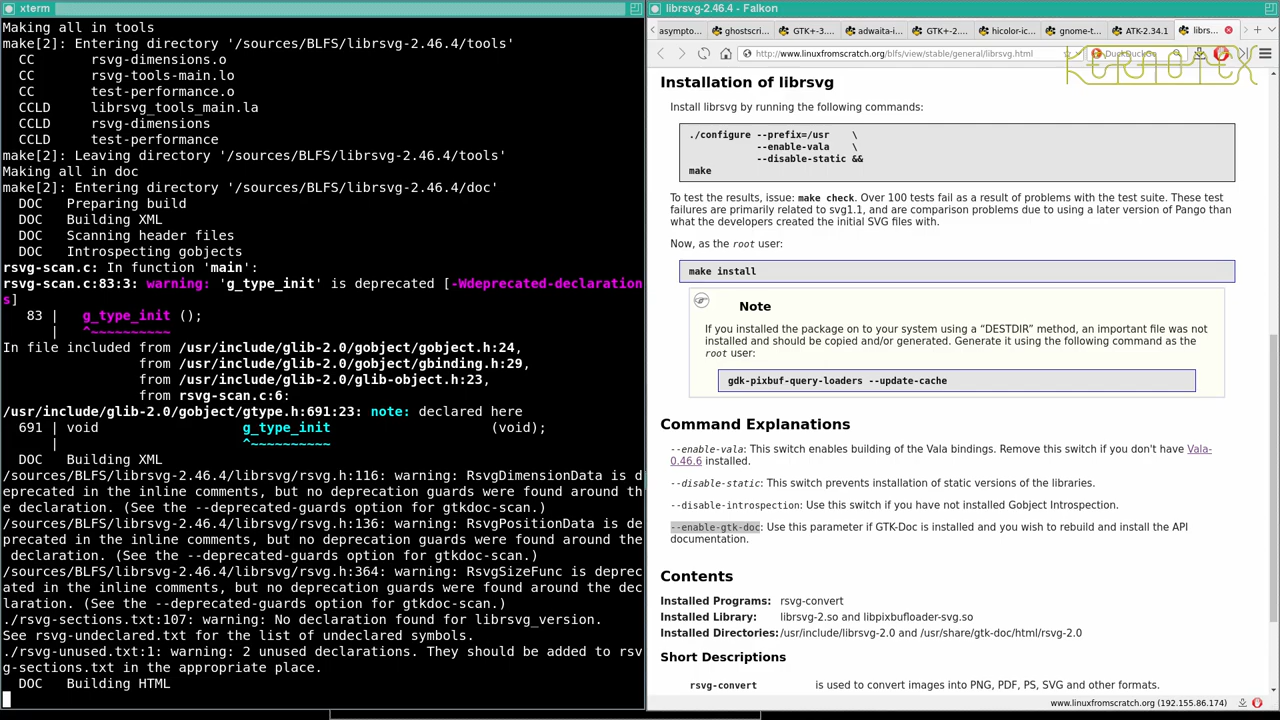 xterm
Making all in tools
make[2]: Entering directory '/sources/BLFS/librsvg-2.46.4/tools'
  CC       rsvg-dimensions.o
  CC       rsvg-tools-main.lo
  CC       test-performance.o
  CCLD     librsvg_tools_main.la
  CCLD     rsvg-dimensions
  CCLD     test-performance
make[2]: Leaving directory '/sources/BLFS/librsvg-2.46.4/tools'
Making all in doc
make[2]: Entering directory '/sources/BLFS/librsvg-2.46.4/doc'
  DOC   Preparing build
  DOC   Building XML
  DOC   Scanning header files
  DOC   Introspecting gobjects
rsvg-scan.c: In function 'main':
rsvg-scan.c:83:3: warning: 'g_type_init' is deprecated [-Wdeprecated-declaration
s]
   83 |   g_type_init ();
      |   ^~~~~~~~~~~
In file included from /usr/include/glib-2.0/gobject/gobject.h:24,
                 from /usr/include/glib-2.0/gobject/gbinding.h:29,
                 from /usr/include/glib-2.0/glib-object.h:23,
                 from rsvg-scan.c:6:
/usr/include/glib-2.0/gobject/gtype.h:691:23: note: declared here
  691 | void                  g_type_init                    (void);
      |                       ^~~~~~~~~~~
  DOC   Building XML
/sources/BLFS/librsvg-2.46.4/librsvg/rsvg.h:116: warning: RsvgDimensionData is d
eprecated in the inline comments, but no deprecation guards were found around th
e declaration. (See the --deprecated-guards option for gtkdoc-scan.)
/sources/BLFS/librsvg-2.46.4/librsvg/rsvg.h:136: warning: RsvgPositionData is de
precated in the inline comments, but no deprecation guards were found around the
 declaration. (See the --deprecated-guards option for gtkdoc-scan.)
/sources/BLFS/librsvg-2.46.4/librsvg/rsvg.h:364: warning: RsvgSizeFunc is deprec
ated in the inline comments, but no deprecation guards were found around the dec
laration. (See the --deprecated-guards option for gtkdoc-scan.)
./rsvg-sections.txt:107: warning: No declaration found for librsvg_version.
See rsvg-undeclared.txt for the list of undeclared symbols.
./rsvg-unused.txt:1: warning: 2 unused declarations. They should be added to rsv
g-sections.txt in the appropriate place.
  DOC   Building HTML
librsvg-2.46.4 - Falkon
asympto... ghostscri... GTK+-3.... adwaita-i... GTK+-2.... hicolor-ic... gnome-t... ATK-2.34.1 librs...
http://www.linuxfromscratch.org/blfs/view/stable/general/librsvg.html DuckDuckGo
KERNOTEX
Installation of librsvg
Install librsvg by running the following commands:
./configure --prefix=/usr    \
            --enable-vala    \
            --disable-static &&
make
To test the results, issue: make check. Over 100 tests fail as a result of problems with the test suite. These test
failures are primarily related to svg1.1, and are comparison problems due to using a later version of Pango than
what the developers created the initial SVG files with.
Now, as the root user:
make install
Note
If you installed the package on to your system using a “DESTDIR” method, an important file was not
installed and should be copied and/or generated. Generate it using the following command as the
root user:
gdk-pixbuf-query-loaders --update-cache
Command Explanations
--enable-vala: This switch enables building of the Vala bindings. Remove this switch if you don't have Vala-
0.46.6 installed.
--disable-static: This switch prevents installation of static versions of the libraries.
--disable-introspection: Use this switch if you have not installed Gobject Introspection.
--enable-gtk-doc: Use this parameter if GTK-Doc is installed and you wish to rebuild and install the API
documentation.
Contents
Installed Programs: rsvg-convert
Installed Library: librsvg-2.so and libpixbufloader-svg.so
Installed Directories: /usr/include/librsvg-2.0 and /usr/share/gtk-doc/html/rsvg-2.0
Short Descriptions
rsvg-convert is used to convert images into PNG, PDF, PS, SVG and other formats.
www.linuxfromscratch.org (192.155.86.174)